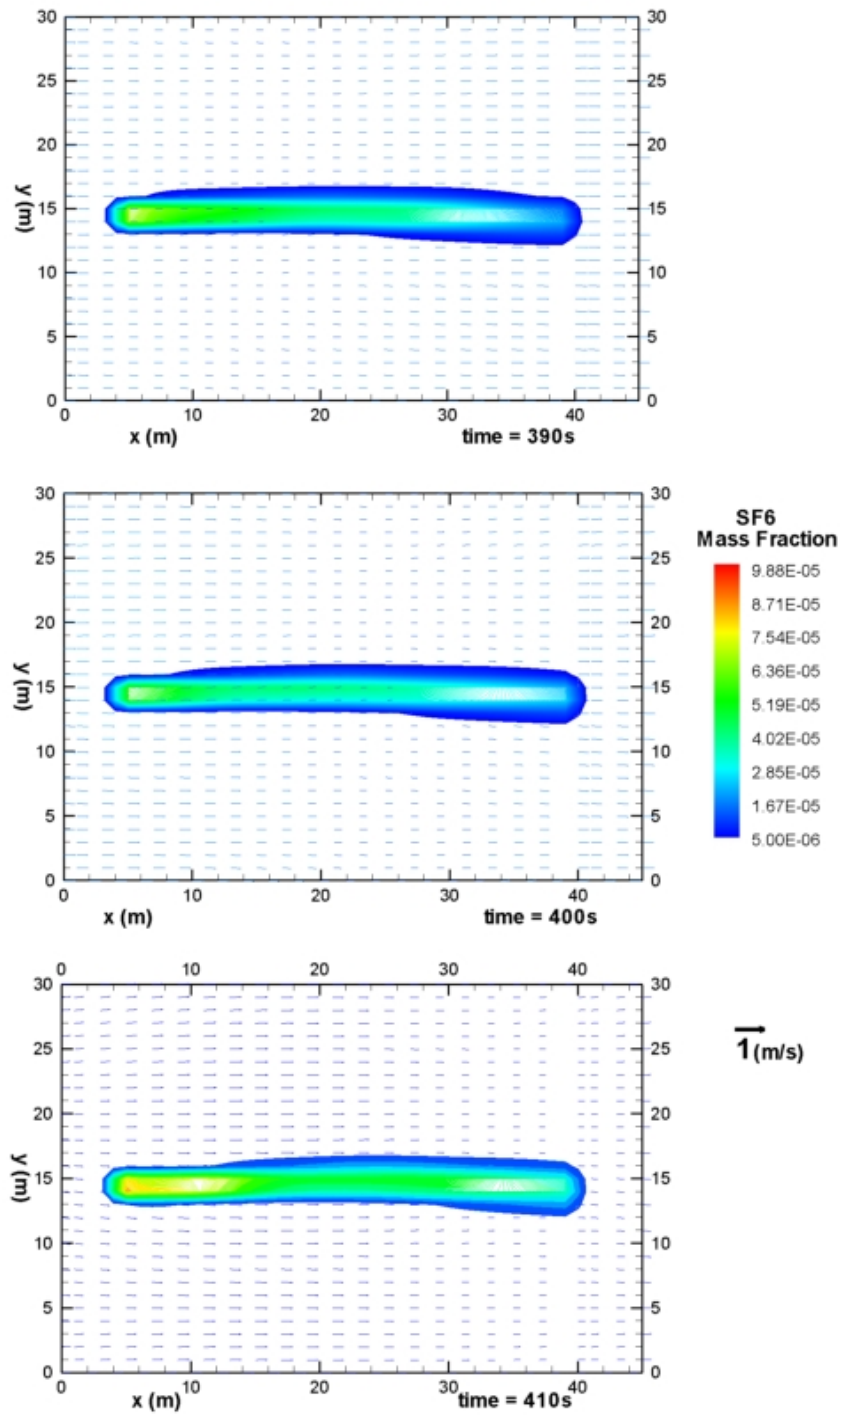 30 30
25 25
20 20
15 15
10 10
5 5
0 0
0 10 20 30 40
y (m)
x (m) time = 390s
30 30
25 25
20 20
15 15
10 10
5 5
0 0
0 10 20 30 40
y (m)
x (m) time = 400s
SF6
Mass Fraction
9.88E-05
8.71E-05
7.54E-05
6.36E-05
5.19E-05
4.02E-05
2.85E-05
1.67E-05
5.00E-06
0 10 20 30 40
30 30
25 25
20 20
15 15
10 10
5 5
0 0
0 10 20 30 40
y (m)
x (m) time = 410s
1(m/s)